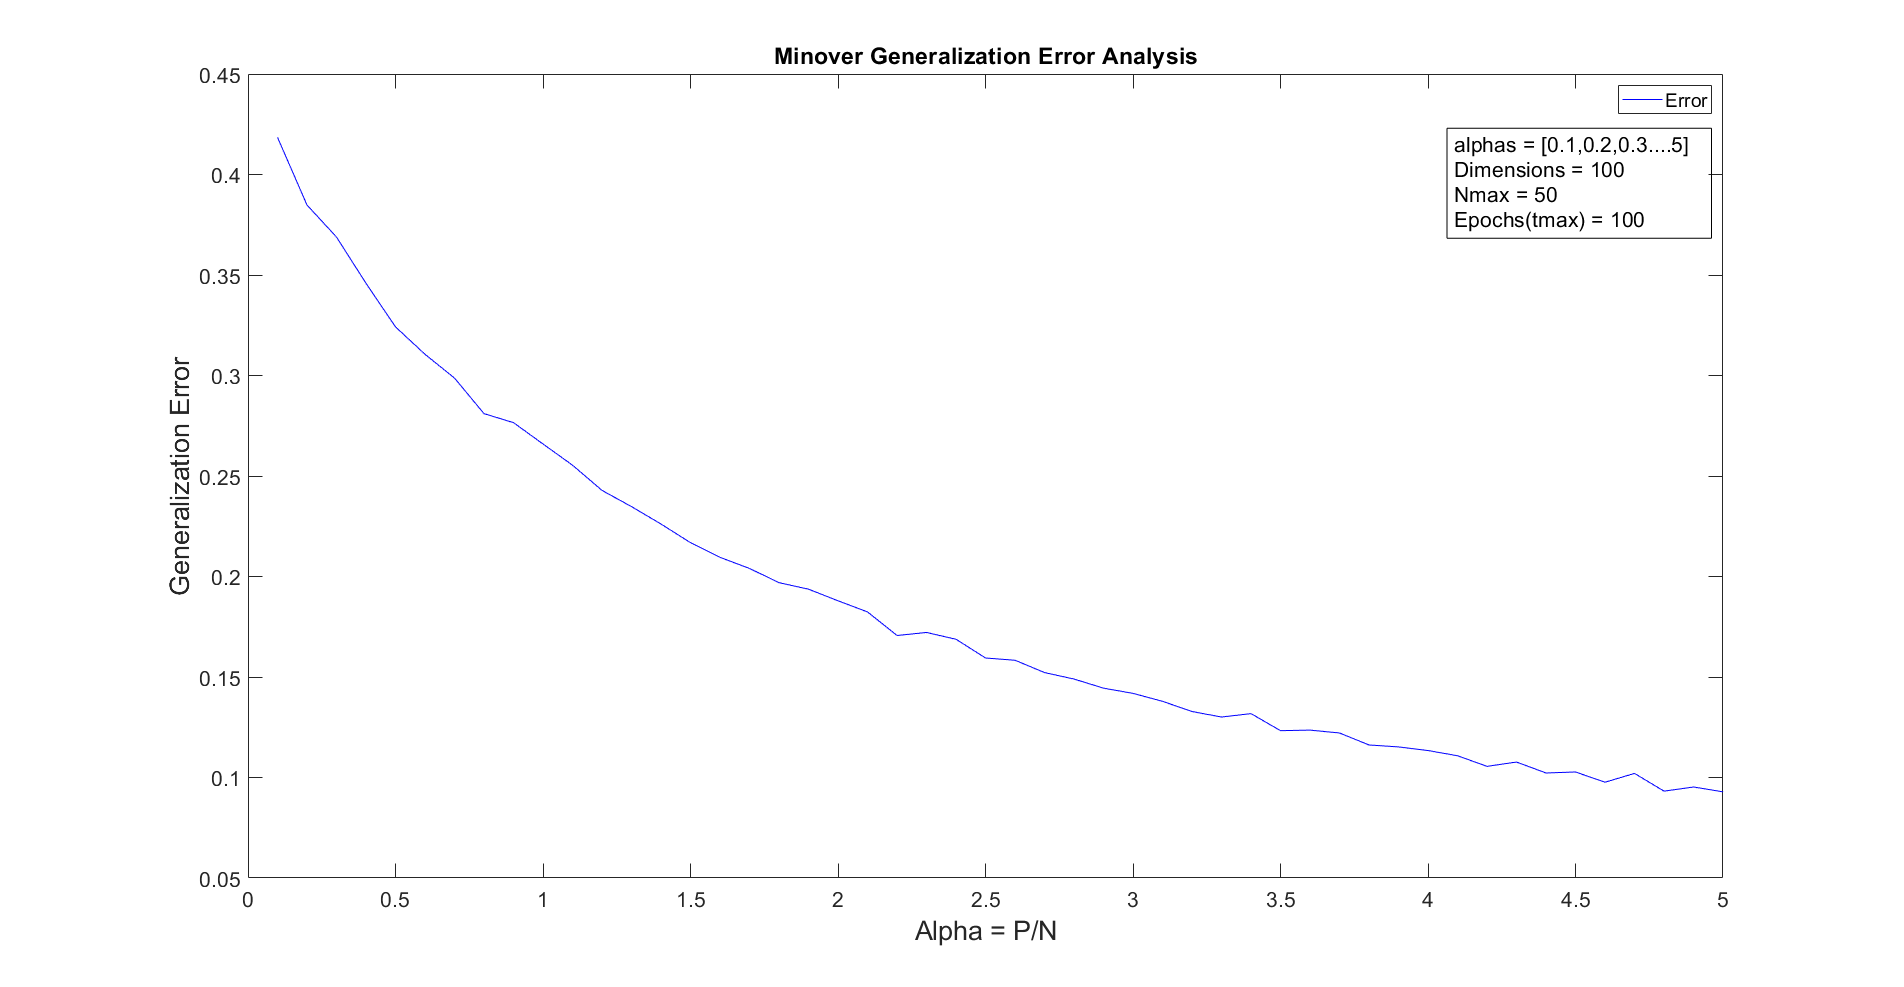 Minover Generalization Error Analysis
0.45
0.4
0.35
0.3
0.25
0.2
0.15
0.1
0.05
Generalization Error
Error
alphas = [0.1,0.2,0.3....5]
Dimensions = 100
Nmax = 50
Epochs(tmax) = 100
0 0.5 1 1.5 2 2.5 3 3.5 4 4.5 5
Alpha = P/N